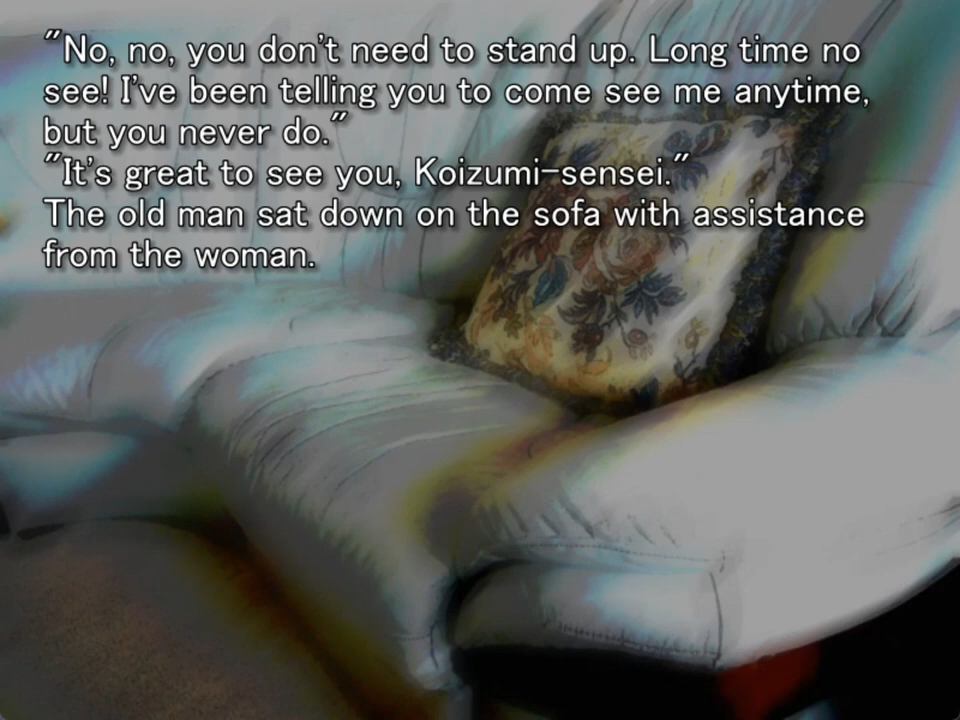 "No, no, you don't need to stand up. Long time no
see! I've been telling you to come see me anytime,
but you never do."
"It's great to see you, Koizumi-sensei."
The old man sat down on the sofa with assistance
from the woman.